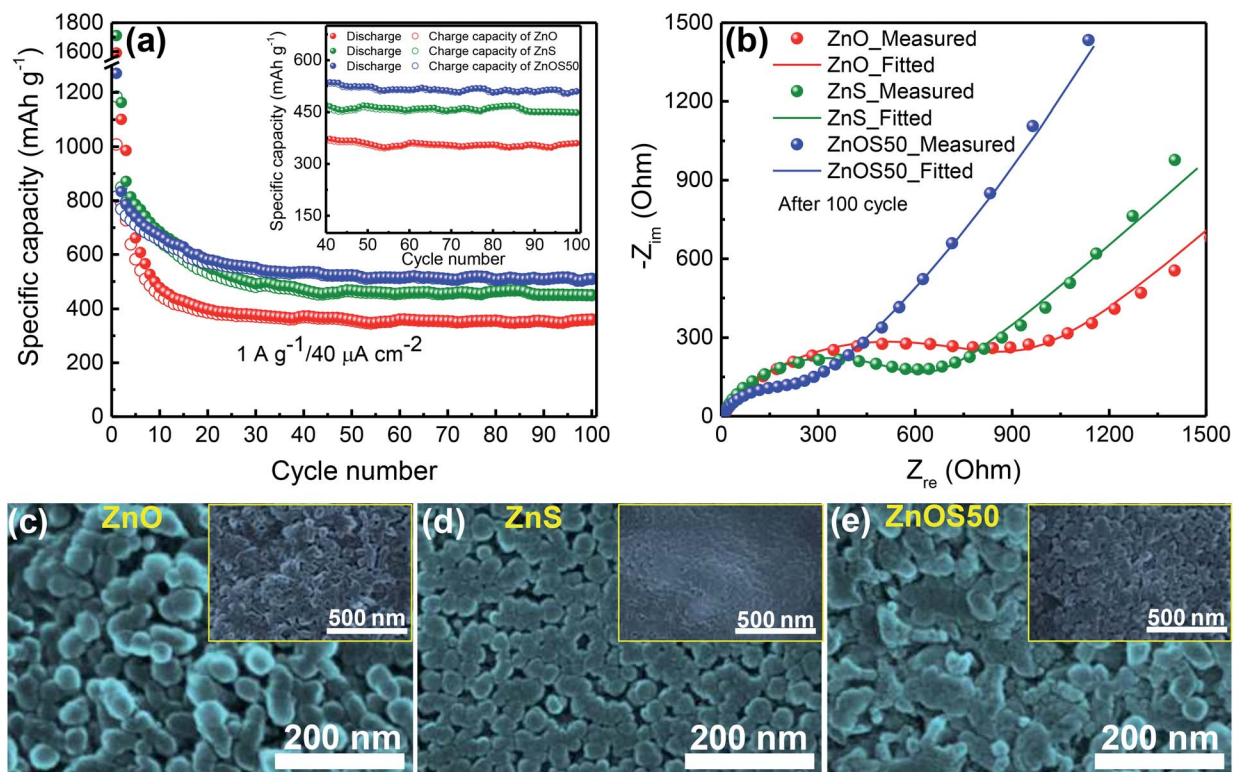 (a)
Specific capacity (mAh g⁻¹)
1800
1600
1200
1000
800
600
400
200
0
0 10 20 30 40 50 60 70 80 90 100
Cycle number
1 A g⁻¹/40 μA cm⁻²
Discharge Charge capacity of ZnO
Discharge Charge capacity of ZnS
Discharge Charge capacity of ZnOS50
Specific capacity (mAh g⁻¹)
600
450
300
150
40 50 60 70 80 90 100
Cycle number
(b)
-Z_im (Ohm)
1500
1200
900
600
300
0
0 300 600 900 1200 1500
Z_re (Ohm)
ZnO_Measured
ZnO_Fitted
ZnS_Measured
ZnS_Fitted
ZnOS50_Measured
ZnOS50_Fitted
After 100 cycle
(c) ZnO
500 nm
200 nm
(d) ZnS
500 nm
200 nm
(e) ZnOS50
500 nm
200 nm